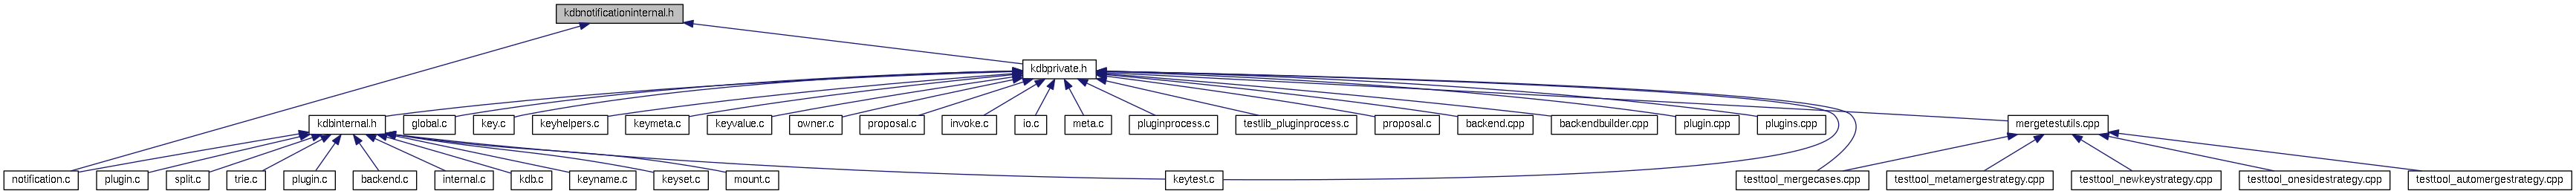 kdbnotificationinternal.h
kdbprivate.h
kdbinternal.h
global.c
key.c
keyhelpers.c
keymeta.c
keyvalue.c
owner.c
proposal.c
invoke.c
io.c
meta.c
pluginprocess.c
testlib_pluginprocess.c
proposal.c
backend.cpp
backendbuilder.cpp
plugin.cpp
plugins.cpp
mergetestutils.cpp
notification.c
plugin.c
split.c
trie.c
plugin.c
backend.c
internal.c
kdb.c
keyname.c
keyset.c
mount.c
keytest.c
testtool_mergecases.cpp
testtool_metamergestrategy.cpp
testtool_newkeystrategy.cpp
testtool_onesidestrategy.cpp
testtool_automergestrategy.cpp